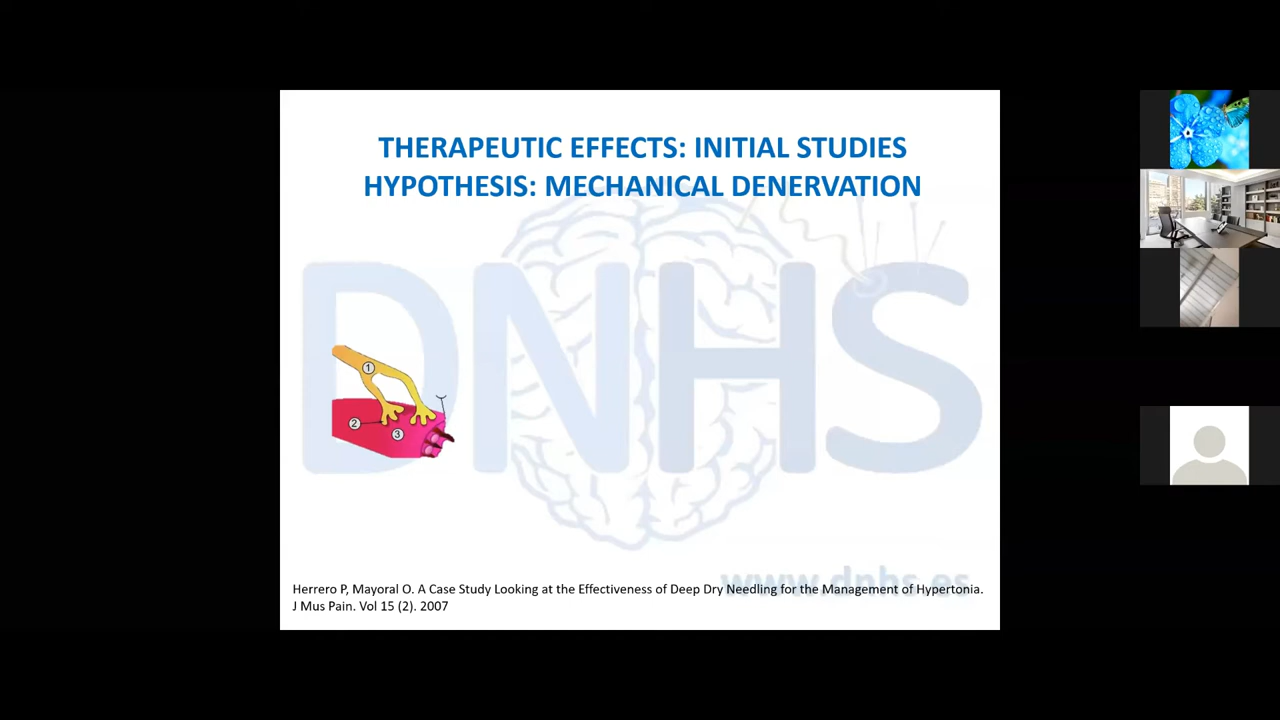 THERAPEUTIC EFFECTS: INITIAL STUDIES
HYPOTHESIS: MECHANICAL DENERVATION
DNHS
1
2
3
www.dnhs.es
Herrero P, Mayoral O. A Case Study Looking at the Effectiveness of Deep Dry Needling for the Management of Hypertonia.
J Mus Pain. Vol 15 (2). 2007